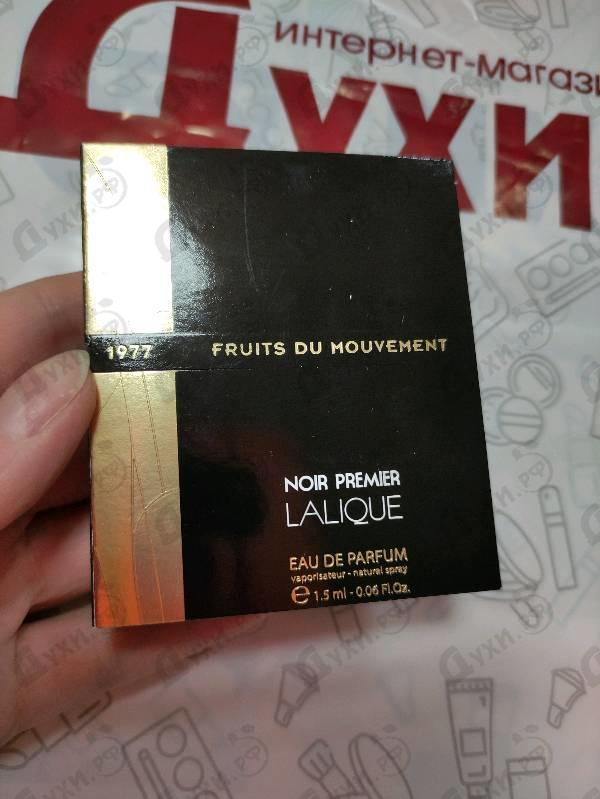 интернет-магази
Духи
1977 FRUITS DU MOUVEMENT
NOIR PREMIER
LALIQUE
EAU DE PARFUM
vaporisateur - natural spray
e 1.5 ml - 0.06 Fl.Oz.